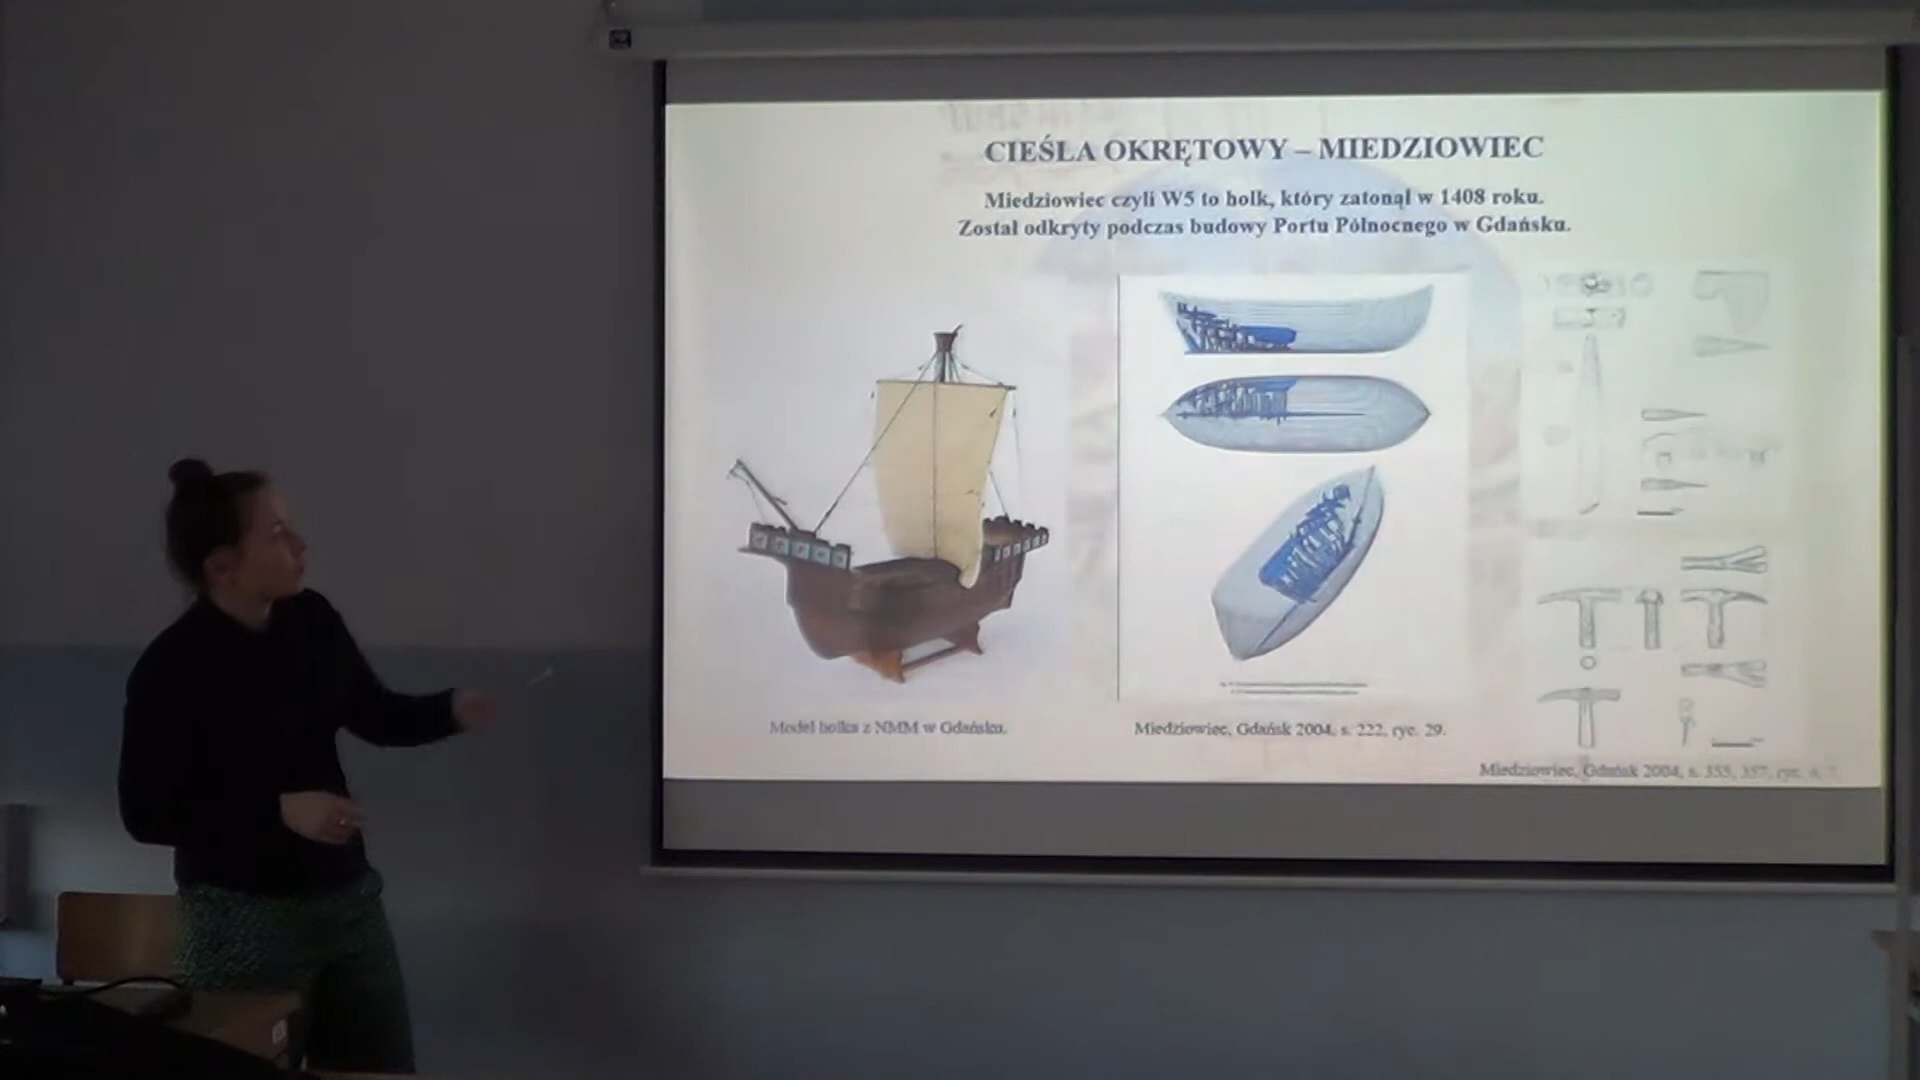 CIEŚLA OKRĘTOWY – MIEDZIOWIEC
Miedziowiec czyli W5 to holk, który zatonął w 1408 roku.
Został odkryty podczas budowy Portu Północnego w Gdańsku.
Model holka z NMM w Gdańsku.
Miedziowiec, Gdańsk 2004, s. 222, ryc. 29.
Miedziowiec, Gdańsk 2004, s. 355, 357, ryc.